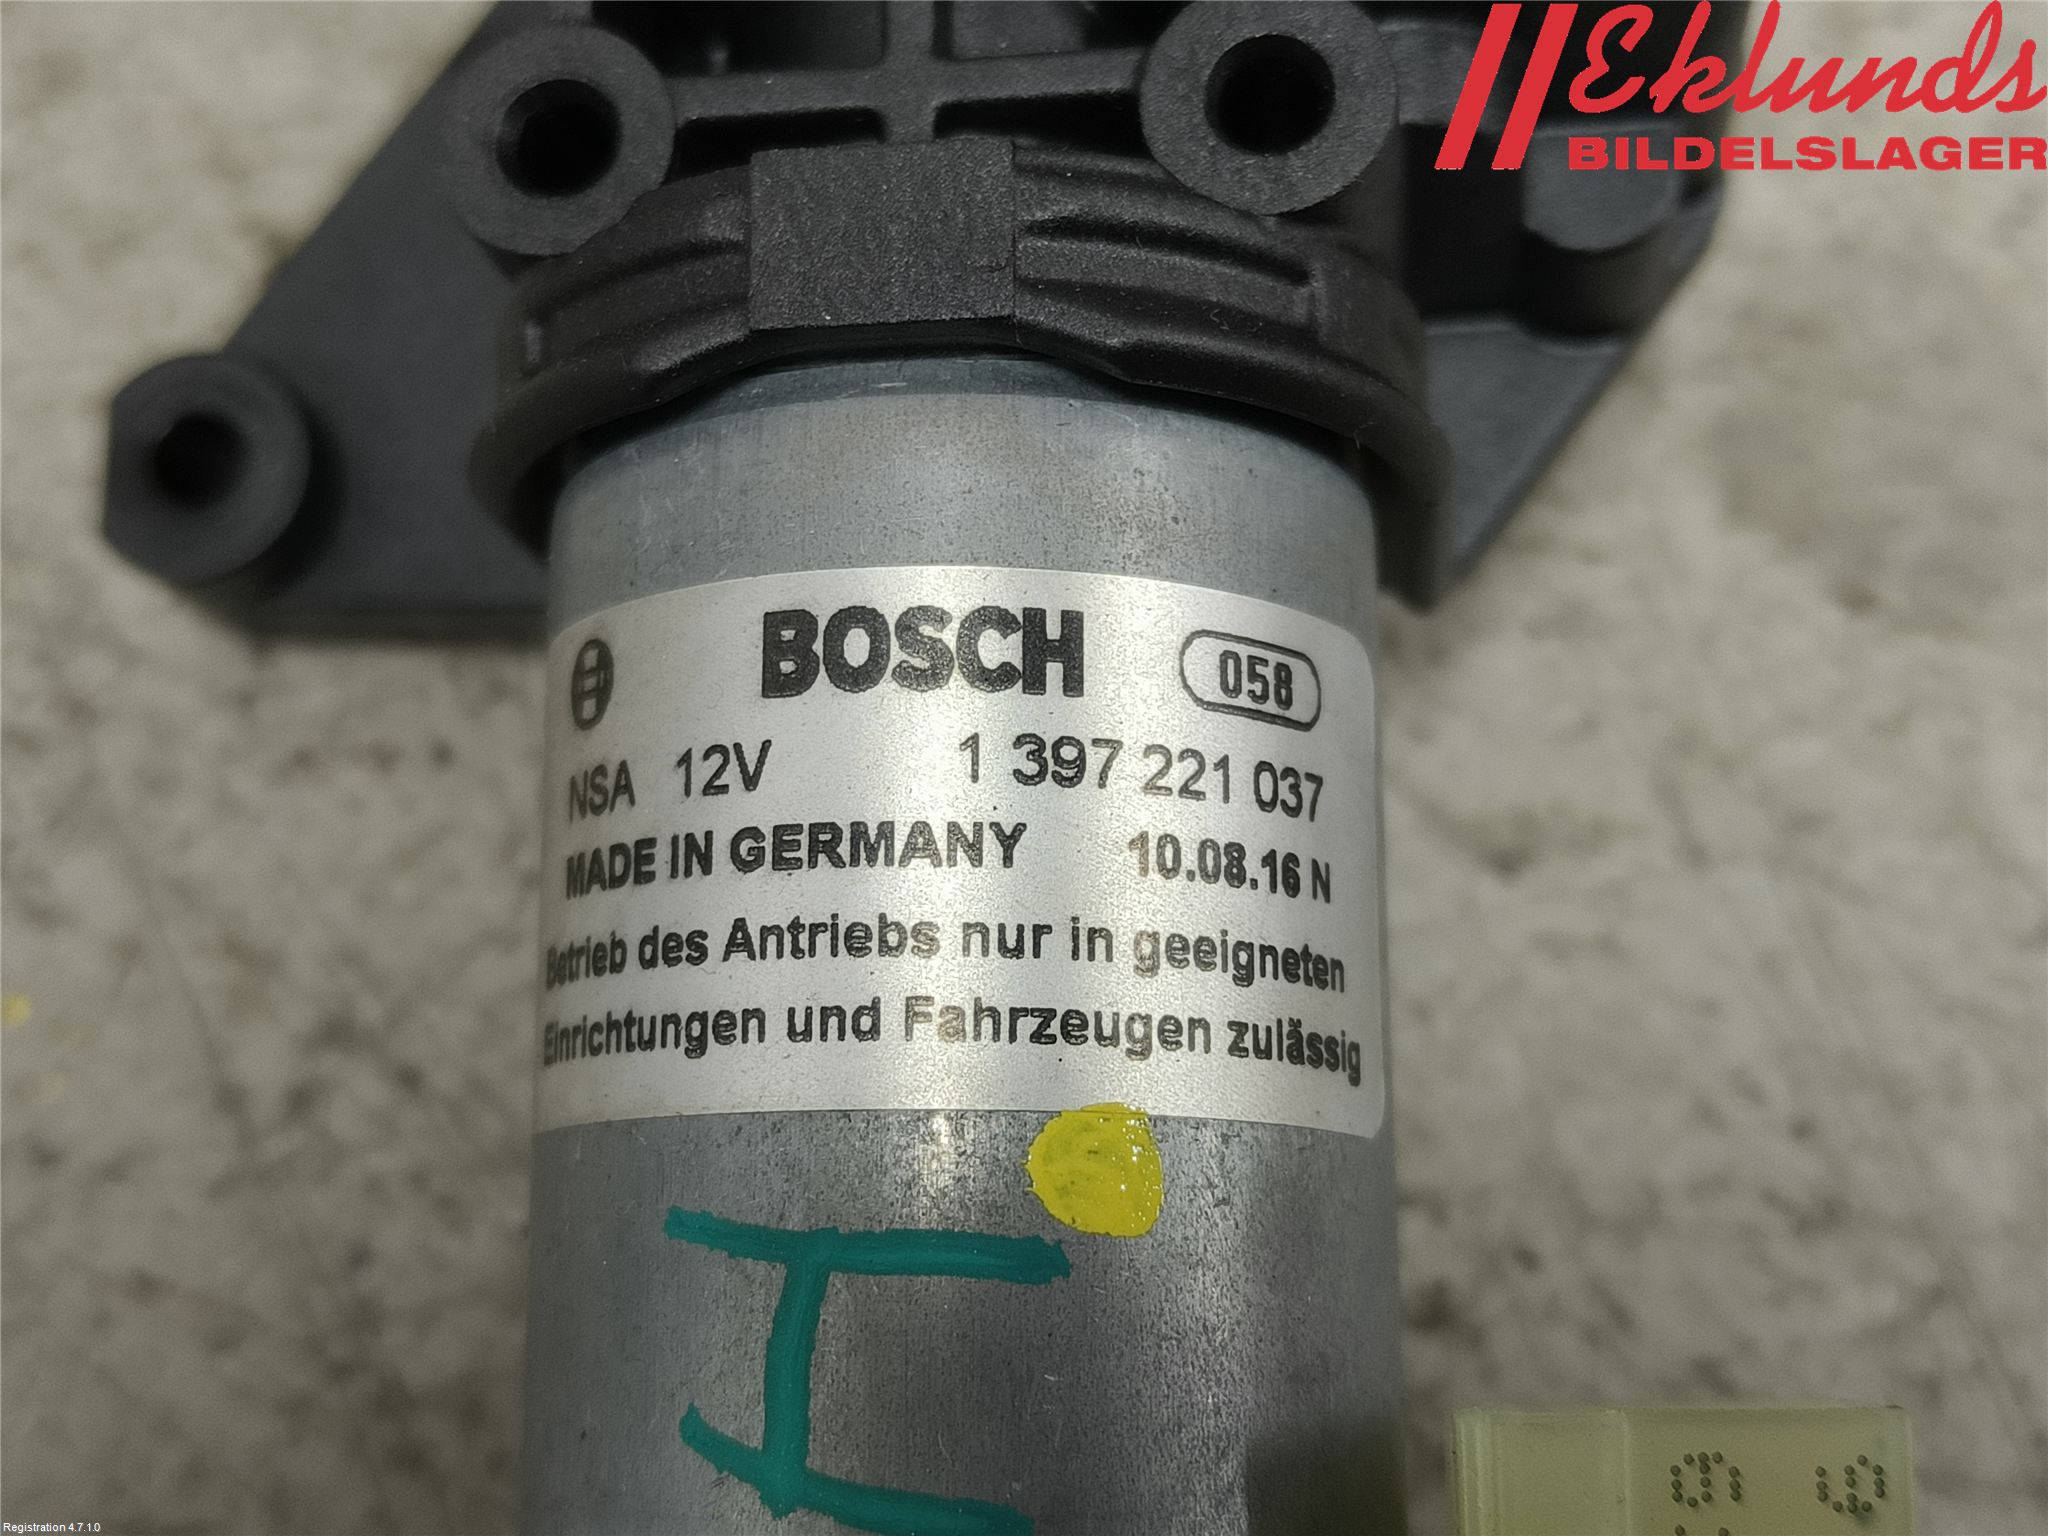 Eklunds
BILDELSLAGER
BOSCH 058
NSA 12V 1 397 221 037
MADE IN GERMANY 10.08.16 N
Betrieb des Antriebs nur in geeigneten
Einrichtungen und Fahrzeugen zulässig
H
Registration 4.7.1.0